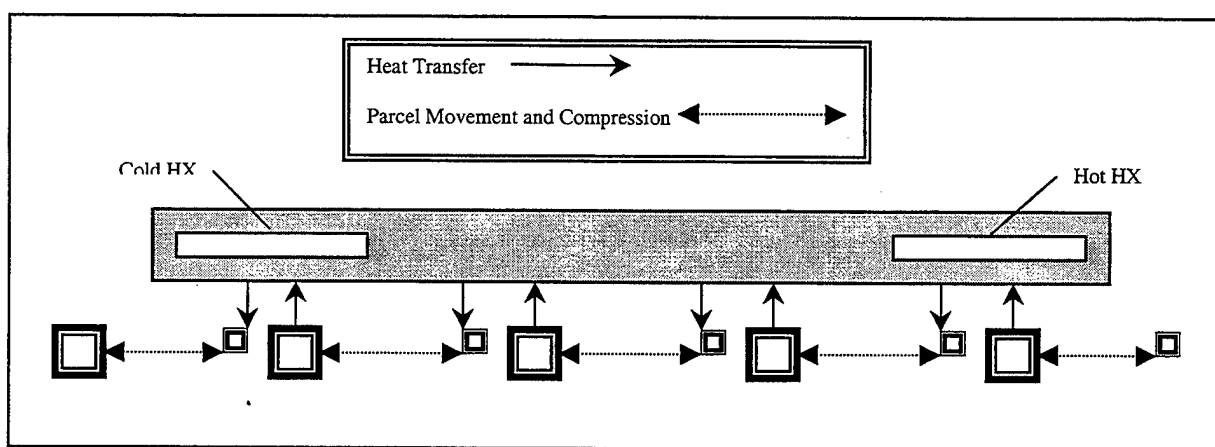 Heat Transfer
Parcel Movement and Compression
Cold HX
Hot HX